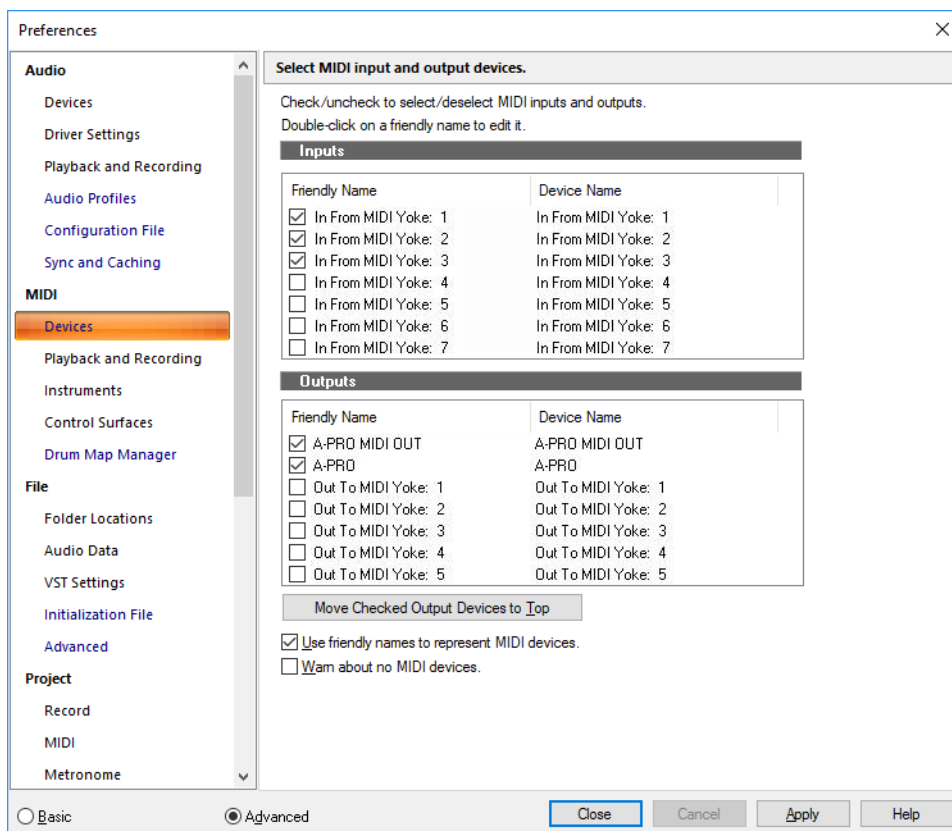 Preferences
Audio
Devices
Driver Settings
Playback and Recording
Audio Profiles
Configuration File
Sync and Caching
MIDI
Devices
Playback and Recording
Instruments
Control Surfaces
Drum Map Manager
File
Folder Locations
Audio Data
VST Settings
Initialization File
Advanced
Project
Record
MIDI
Metronome
Select MIDI input and output devices.
Check/uncheck to select/deselect MIDI inputs and outputs.
Double-click on a friendly name to edit it.
Inputs
Friendly Name Device Name
In From MIDI Yoke: 1 In From MIDI Yoke: 1
In From MIDI Yoke: 2 In From MIDI Yoke: 2
In From MIDI Yoke: 3 In From MIDI Yoke: 3
In From MIDI Yoke: 4 In From MIDI Yoke: 4
In From MIDI Yoke: 5 In From MIDI Yoke: 5
In From MIDI Yoke: 6 In From MIDI Yoke: 6
In From MIDI Yoke: 7 In From MIDI Yoke: 7
Outputs
Friendly Name Device Name
A-PRO MIDI OUT A-PRO MIDI OUT
A-PRO A-PRO
Out To MIDI Yoke: 1 Out To MIDI Yoke: 1
Out To MIDI Yoke: 2 Out To MIDI Yoke: 2
Out To MIDI Yoke: 3 Out To MIDI Yoke: 3
Out To MIDI Yoke: 4 Out To MIDI Yoke: 4
Out To MIDI Yoke: 5 Out To MIDI Yoke: 5
Move Checked Output Devices to Top
Use friendly names to represent MIDI devices.
Warn about no MIDI devices.
Basic Advanced Close Cancel Apply Help